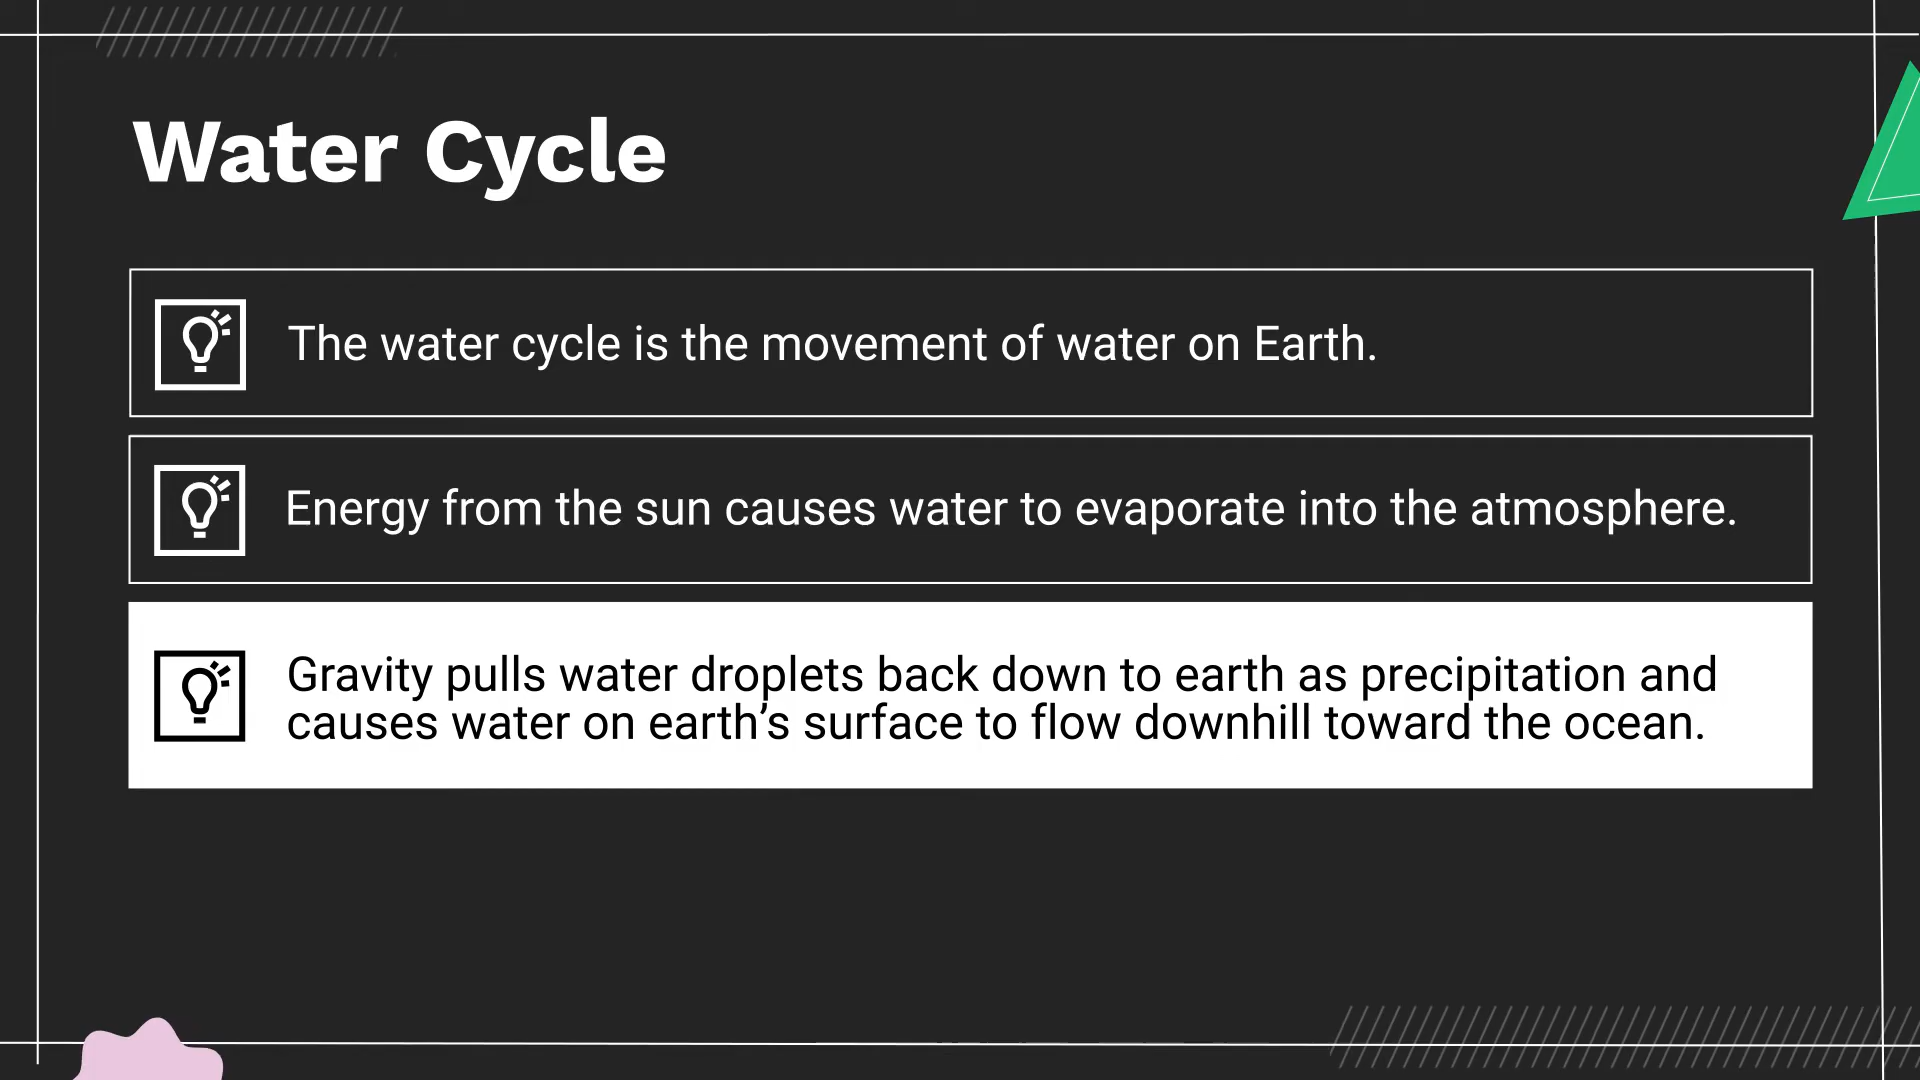 Water Cycle
The water cycle is the movement of water on Earth.
Energy from the sun causes water to evaporate into the atmosphere.
Gravity pulls water droplets back down to earth as precipitation and
causes water on earth’s surface to flow downhill toward the ocean.